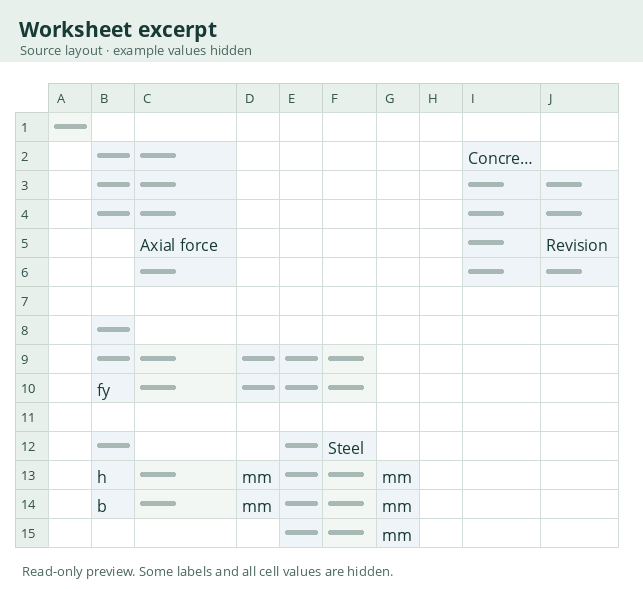 Worksheet excerpt
Source layout · example values hidden
A B C D E F G H I J
1
2 Concre...
3
4
5 Axial force Revision
6
7
8
9
10 fy
11
12 Steel
13 h mm mm
14 b mm mm
15 mm
Read-only preview. Some labels and all cell values are hidden.